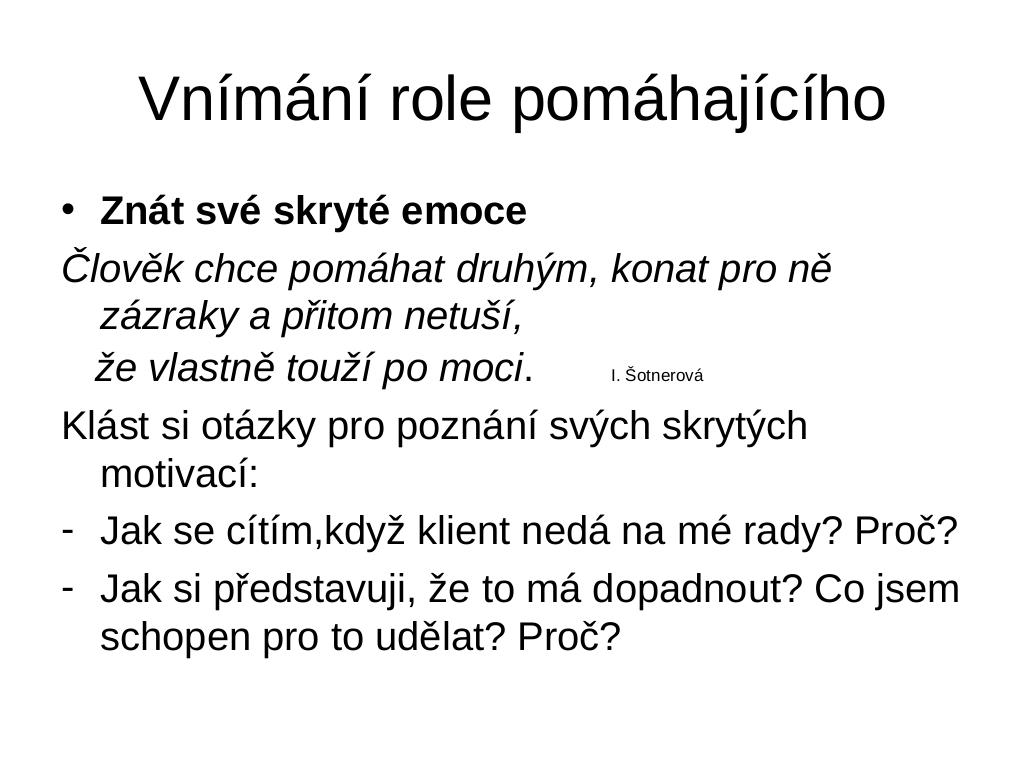 Vnímání role pomáhajícího
• Znát své skryté emoce
Člověk chce pomáhat druhým, konat pro ně
zázraky a přitom netuší,
že vlastně touží po moci. I. Šotnerová
Klást si otázky pro poznání svých skrytých
motivací:
- Jak se cítím,když klient nedá na mé rady? Proč?
- Jak si představuji, že to má dopadnout? Co jsem
schopen pro to udělat? Proč?